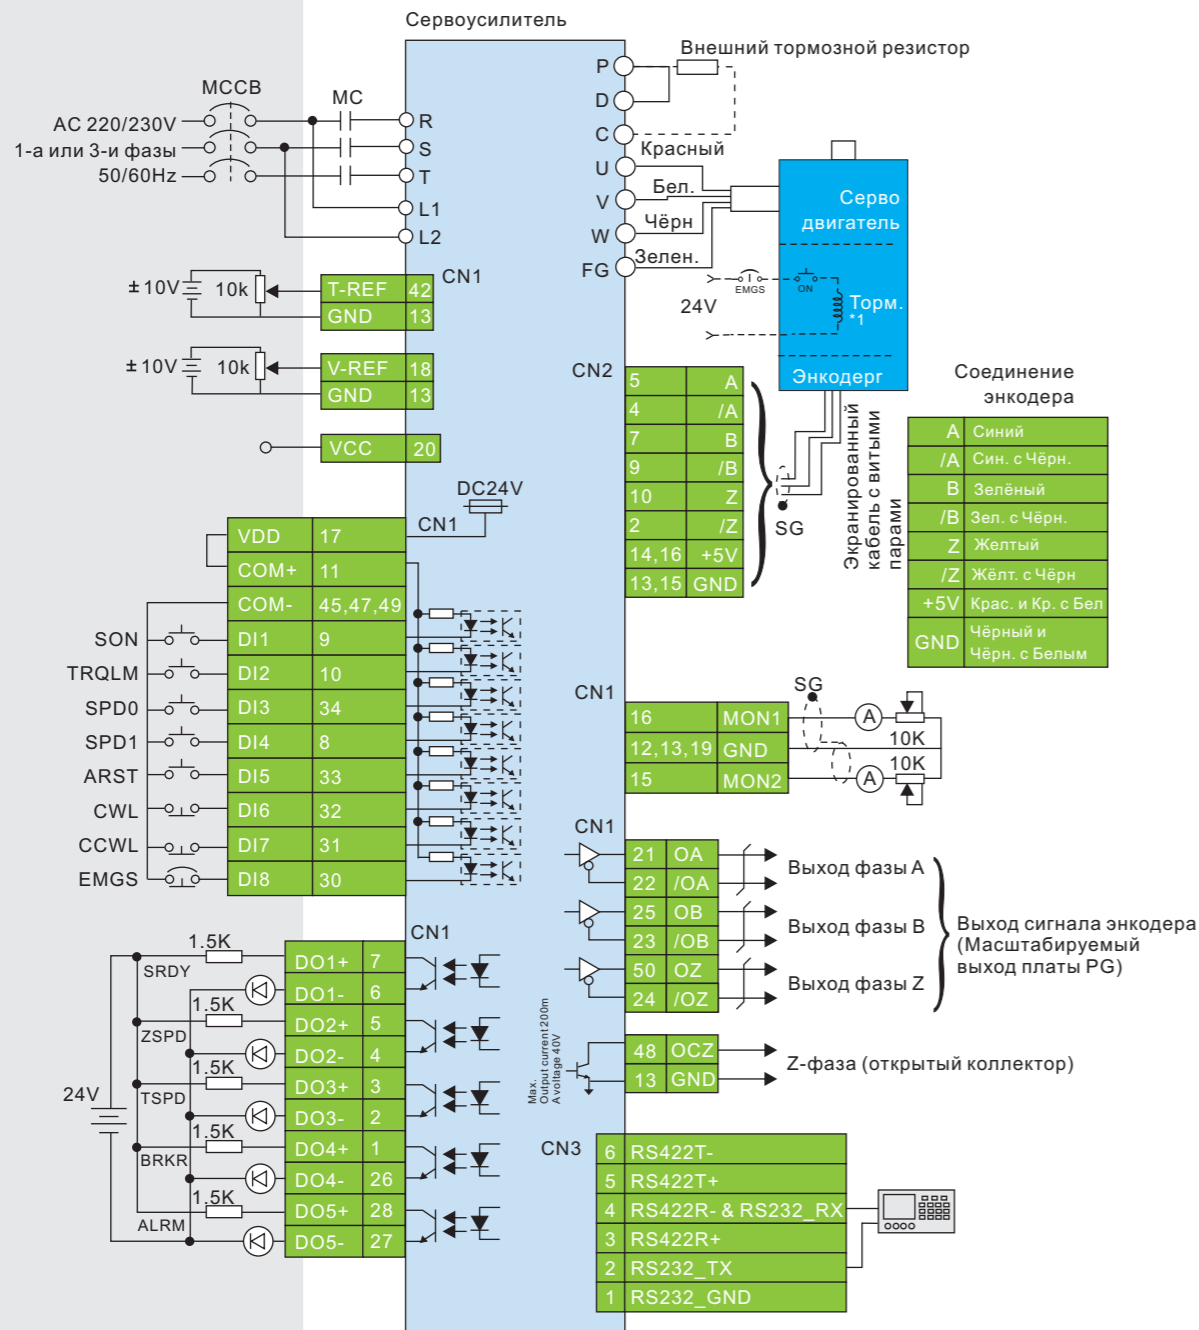 Сервоусилитель
Внешний тормозной резистор
MCCB
MC
AC 220/230V
1-а или 3-и фазы
50/60Hz
R
S
T
L1
L2
P
D
C
U
V
W
FG
Красный
Бел.
Чёрн
Зелен.
Серво
двигатель
EMGS
ON
24V
Торм.
*1
Энкодерг
CN1
±10V
10k
T-REF 42
GND 13
±10V
10k
V-REF 18
GND 13
VCC 20
CN2
5 A
4 /A
7 B
9 /B
10 Z
2 /Z
14,16 +5V
13,15 GND
SG
Экранированный
кабель с витыми
парами
Соединение
энкодера
A Синий
/A Син. с Чёрн.
B Зелёный
/B Зел. с Чёрн.
Z Желтый
/Z Жёлт. с Чёрн
+5V Крас. и Кр. с Бел
GND Чёрный и
Чёрн. с Белым
DC24V
CN1
VDD 17
COM+ 11
COM- 45,47,49
SON DI1 9
TRQLM DI2 10
SPD0 DI3 34
SPD1 DI4 8
ARST DI5 33
CWL DI6 32
CCWL DI7 31
EMGS DI8 30
CN1
SG
16 MON1
12,13,19 GND
15 MON2
A
10K
10K
A
CN1
21 OA
22 /OA
25 OB
23 /OB
50 OZ
24 /OZ
Выход фазы A
Выход фазы B
Выход фазы Z
Выход сигнала энкодера
(Масштабируемый
выход платы PG)
48 OCZ
13 GND
Z-фаза (открытый коллектор)
Max.
Output current 200m
A voltage 40V
CN1
24V
1.5K
SRDY
DO1+ 7
DO1- 6
1.5K
ZSPD
DO2+ 5
DO2- 4
1.5K
TSPD
DO3+ 3
DO3- 2
1.5K
BRKR
DO4+ 1
DO4- 26
1.5K
ALRM
DO5+ 28
DO5- 27
CN3
6 RS422T-
5 RS422T+
4 RS422R- & RS232_RX
3 RS422R+
2 RS232_TX
1 RS232_GND